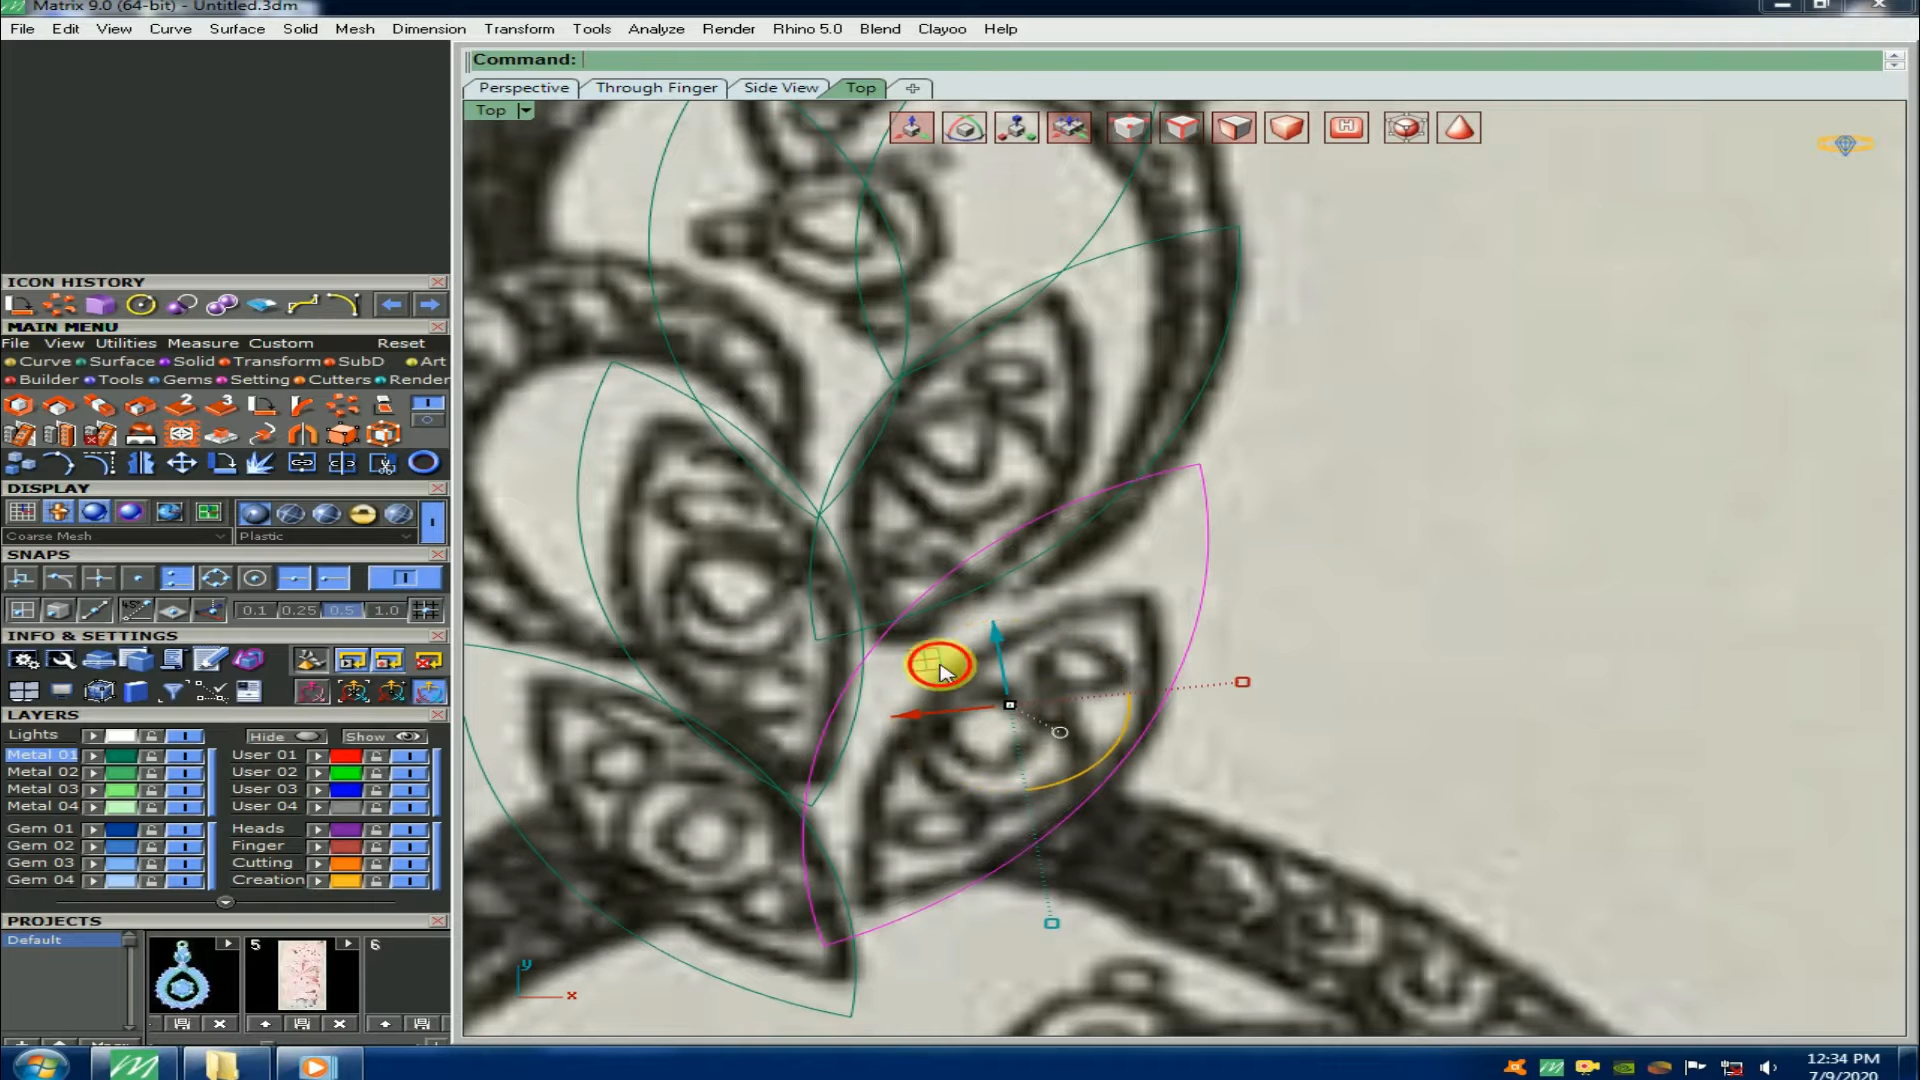 Matrix 9.0 (64-bit) - Untitled.3dm
File Edit View Curve Surface Solid Mesh Dimension Transform Tools Analyze Render Rhino 5.0 Blend Clayoo Help
Command:
Perspective Through Finger Side View Top
Top
ICON HISTORY
MAIN MENU
File View Utilities Measure Custom Reset
Curve Surface Solid Transform SubD Art
Builder Tools Gems Setting Cutters Render
2 3
DISPLAY
Coarse Mesh Plastic
SNAPS
45°
0.1 0.25 0.5 1.0
INFO & SETTINGS
LAYERS
Lights Hide Show
Metal 01 User 01
Metal 02 User 02
Metal 03 User 03
Metal 04 User 04
Gem 01 Heads
Gem 02 Finger
Gem 03 Cutting
Gem 04 Creation
PROJECTS
Default 5 6
y
x
12:34 PM
7/9/2020